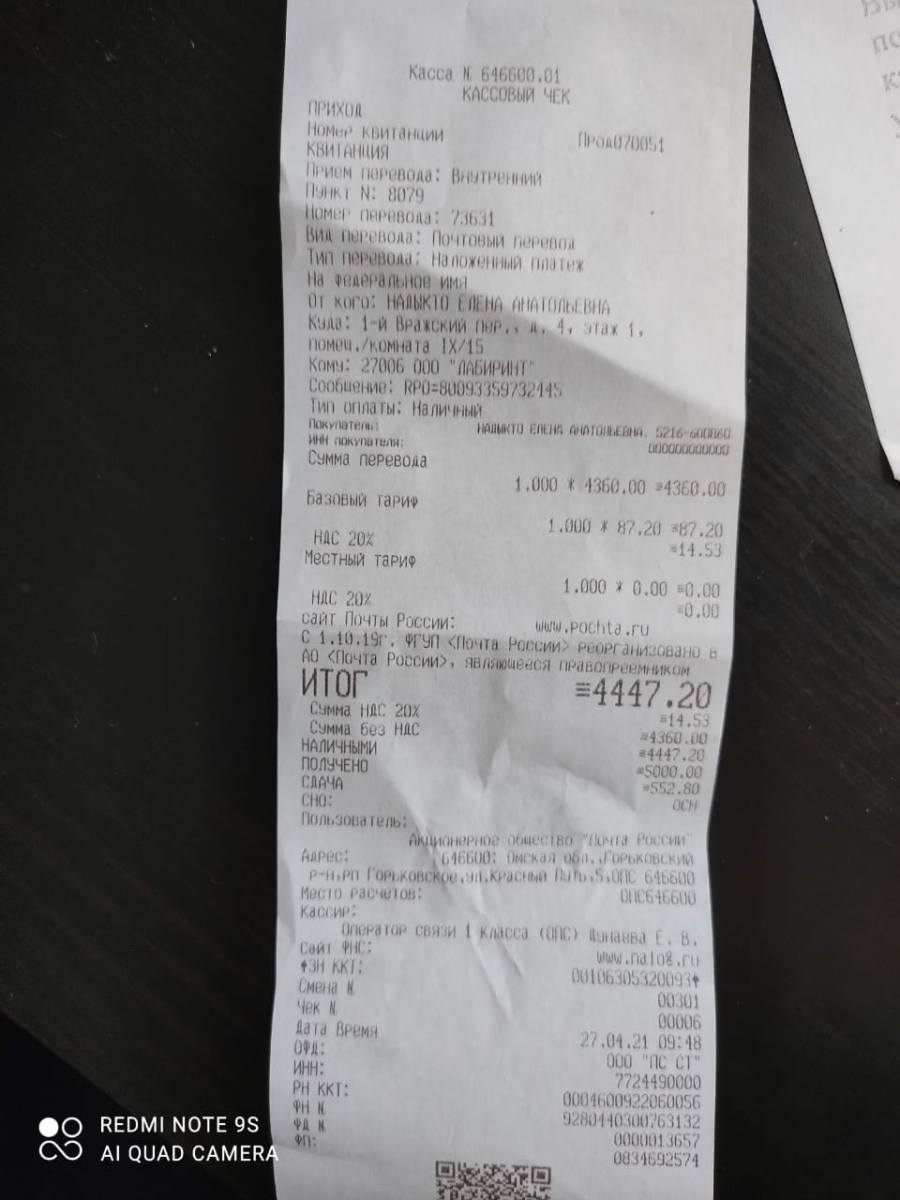 Касса № 646600.01
КАССОВЫЙ ЧЕК
ПРИХОД
Номер квитанции Прод070051
КВИТАНЦИЯ
Прием перевода: Внутренний
Пункт N: 8079
Номер перевода: 73631
Вид перевода: Почтовый перевод
Тип перевода: Наложенный платеж
На федеральное имя
От кого: НАДЫКТО ЕЛЕНА АНАТОЛЬЕВНА
Куда: 1-й Вражский пер., д. 4, этаж 1,
помещ./комната IX/15
Кому: 27006 ООО "ЛАБИРИНТ"
Сообщение: RPO=80093359732445
Тип оплаты: Наличный
Покупатель: НАДЫКТО ЕЛЕНА АНАТОЛЬЕВНА, 5216-600860
ИНН покупателя: 000000000000
Сумма перевода
1.000 * 4360.00 ≡4360.00
Базовый тариф
1.000 * 87.20 ≡87.20
НДС 20% ≡14.53
Местный тариф
1.000 * 0.00 ≡0.00
НДС 20% ≡0.00
сайт Почты России: www.pochta.ru
С 1.10.19г. ФГУП <Почта России> реорганизовано в
АО <Почта России>, являющееся правопреемником
ИТОГ ≡4447.20
Сумма НДС 20% ≡14.53
Сумма без НДС ≡4360.00
НАЛИЧНЫМИ ≡4447.20
ПОЛУЧЕНО ≡5000.00
СДАЧА ≡552.80
СНО: ОСН
Пользователь:
Акционерное общество "Почта России"
Адрес: 646600: Омская обл.,Горьковский
р-н,рп Горьковское,ул.Красный Путь,5,ОПС 646600
Место расчетов: ОПС646600
Кассир:
Оператор связи 1 класса (ОПС) Дунаева Е. В.
Сайт ФНС: www.nalog.ru
↑ЗН ККТ: 00106305320093↑
Смена № 00301
Чек № 00006
Дата Время 27.04.21 09:48
ОФД: ООО "ПС СТ"
ИНН: 7724490000
РН ККТ: 0004600922060056
ФН № 9280440300763132
ФД № 0000013657
ФП: 0834692574
REDMI NOTE 9S
AI QUAD CAMERA